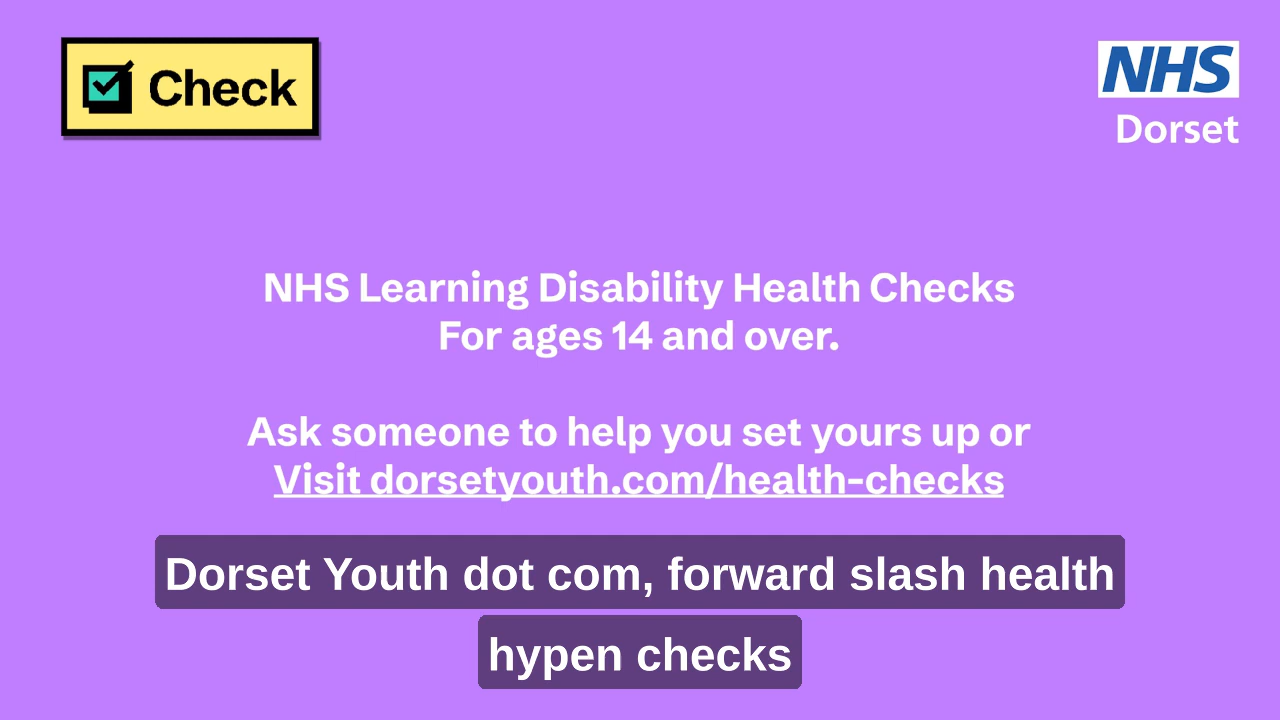 Check
NHS
Dorset
NHS Learning Disability Health Checks
For ages 14 and over.
Ask someone to help you set yours up or
Visit dorsetyouth.com/health-checks
Dorset Youth dot com, forward slash health
hypen checks